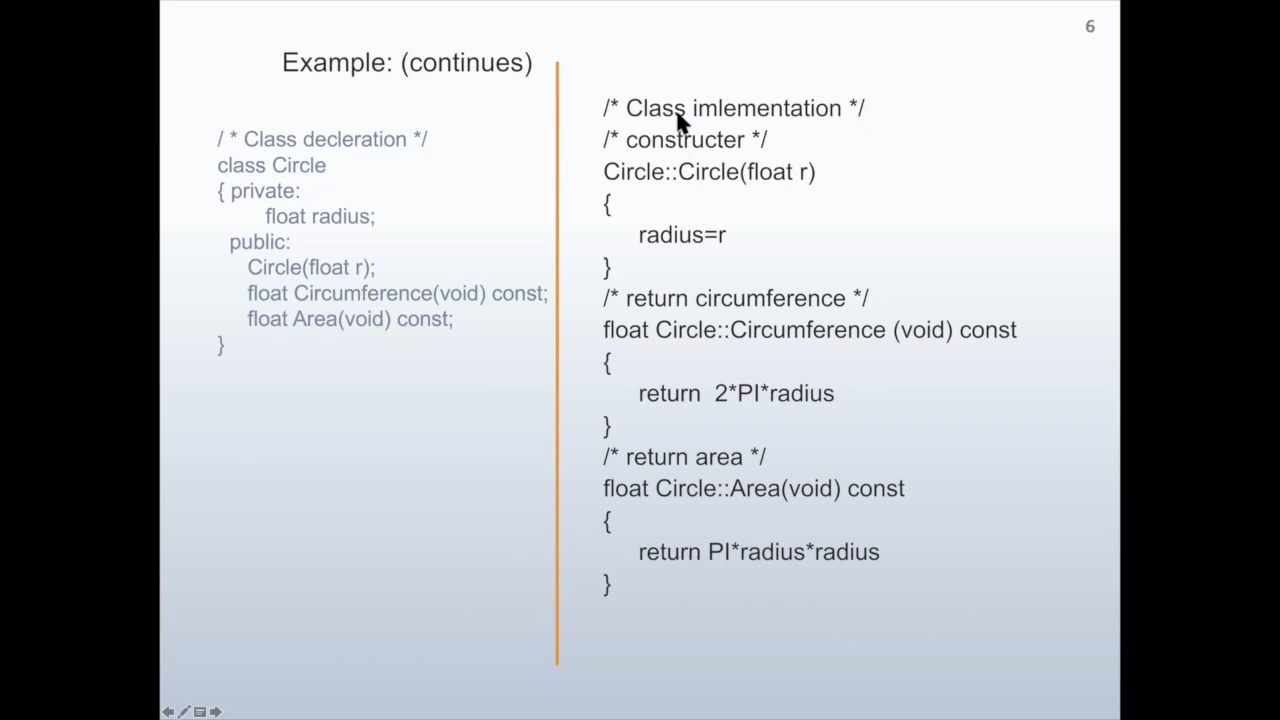 6
Example: (continues)
/ * Class decleration */
class Circle
{ private:
float radius;
public:
Circle(float r);
float Circumference(void) const;
float Area(void) const;
}
/* Class imlementation */
/* constructer */
Circle::Circle(float r)
{
radius=r
}
/* return circumference */
float Circle::Circumference (void) const
{
return  2*PI*radius
}
/* return area */
float Circle::Area(void) const
{
return PI*radius*radius
}